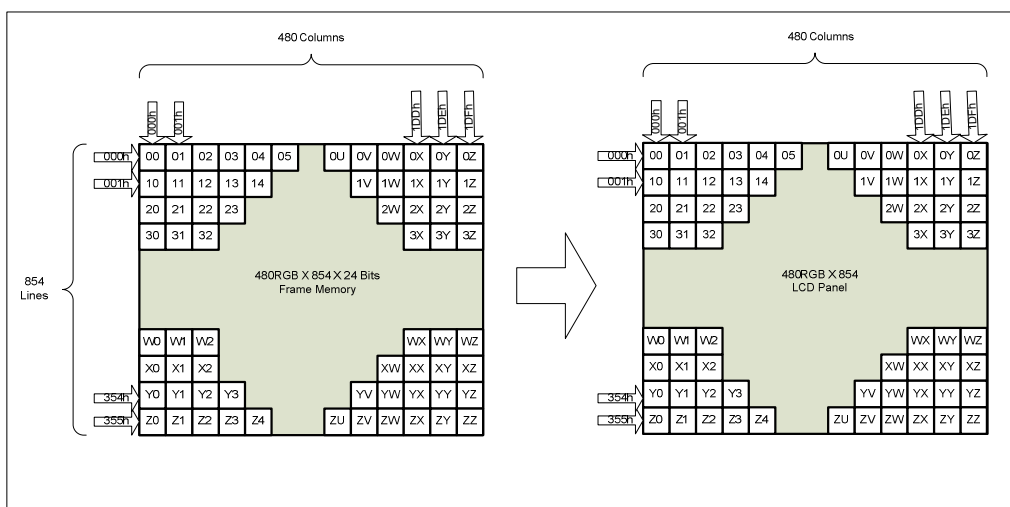 480 Columns 480 Columns
000h 001h 1DDh 1DEh 1DFh 000h 001h 1DDh 1DEh 1DFh
000h 00 01 02 03 04 05 0U 0V 0W 0X 0Y 0Z 000h 00 01 02 03 04 05 0U 0V 0W 0X 0Y 0Z
001h 10 11 12 13 14 1V 1W 1X 1Y 1Z 001h 10 11 12 13 14 1V 1W 1X 1Y 1Z
20 21 22 23 2W 2X 2Y 2Z 20 21 22 23 2W 2X 2Y 2Z
30 31 32 3X 3Y 3Z 30 31 32 3X 3Y 3Z
854 480RGB X 854 X 24 Bits 480RGB X 854
Lines Frame Memory LCD Panel
W0 W1 W2 WX WY WZ W0 W1 W2 WX WY WZ
X0 X1 X2 XW XX XY XZ X0 X1 X2 XW XX XY XZ
354h Y0 Y1 Y2 Y3 YV YW YX YY YZ 354h Y0 Y1 Y2 Y3 YV YW YX YY YZ
355h Z0 Z1 Z2 Z3 Z4 ZU ZV ZW ZX ZY ZZ 355h Z0 Z1 Z2 Z3 Z4 ZU ZV ZW ZX ZY ZZ